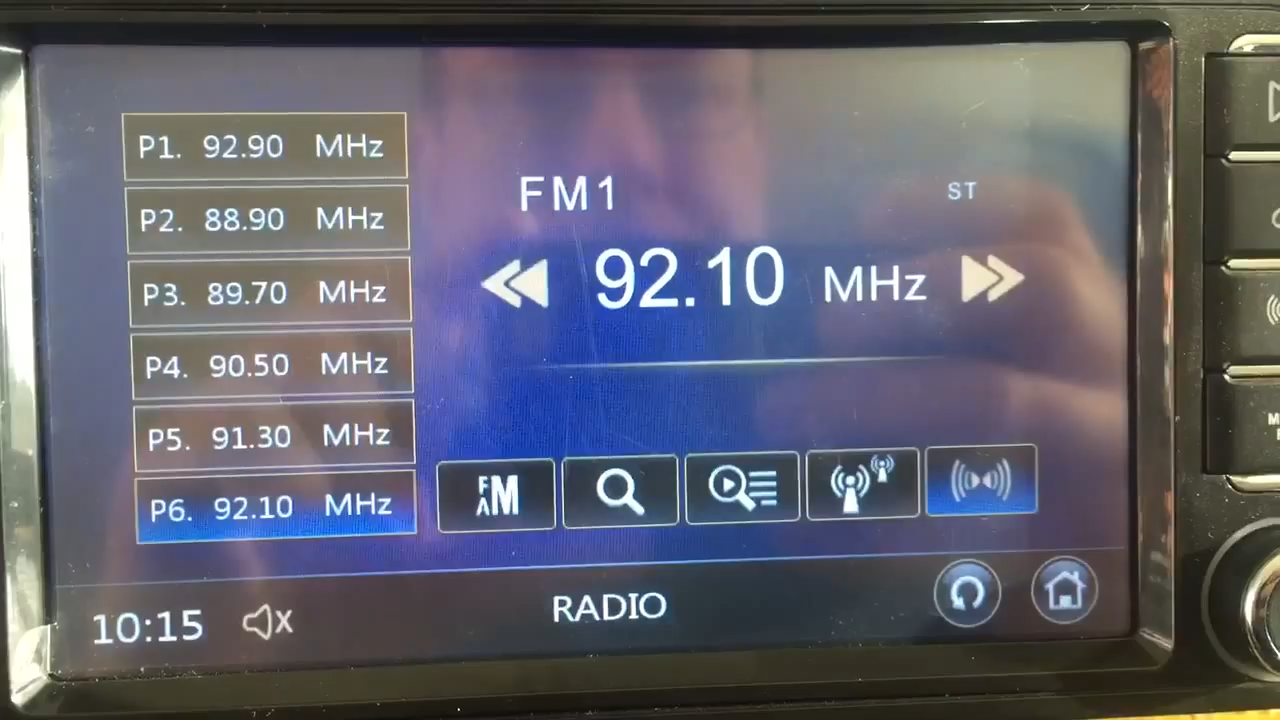 P1. 92.90 MHz
P2. 88.90 MHz
P3. 89.70 MHz
P4. 90.50 MHz
P5. 91.30 MHz
P6. 92.10 MHz
FM1
ST
92.10 MHz
FM
AM
10:15
RADIO